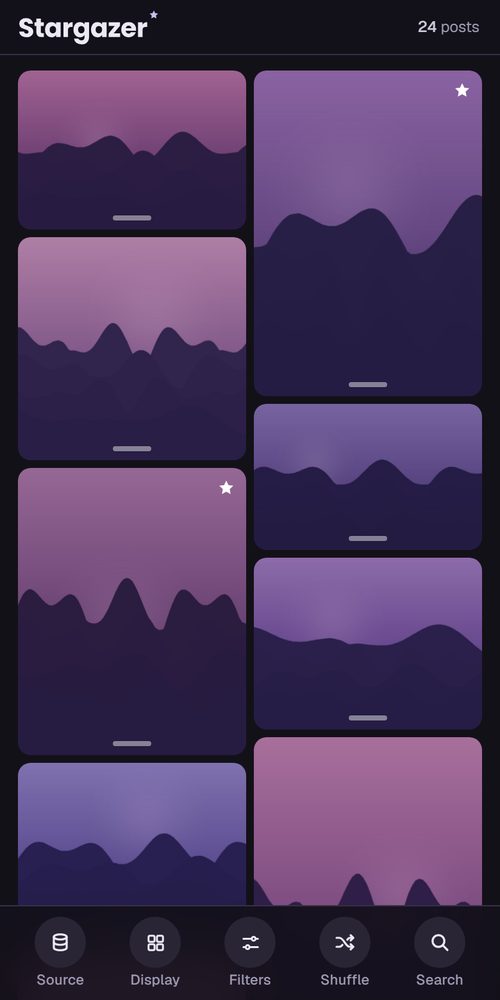 Stargazer
24 posts
Source
Display
Filters
Shuffle
Search